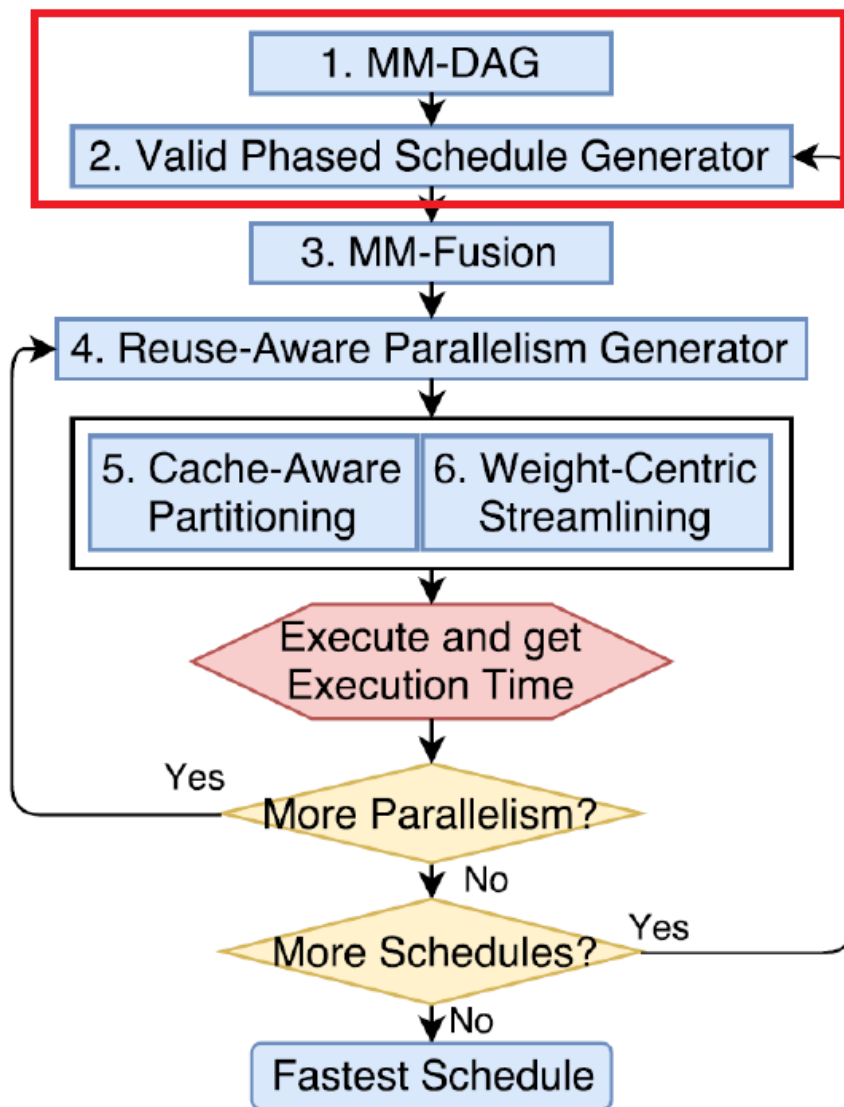 1. MM-DAG
2. Valid Phased Schedule Generator
3. MM-Fusion
4. Reuse-Aware Parallelism Generator
5. Cache-Aware
Partitioning
6. Weight-Centric
Streamlining
Execute and get
Execution Time
Yes
More Parallelism?
No
More Schedules?
Yes
No
Fastest Schedule